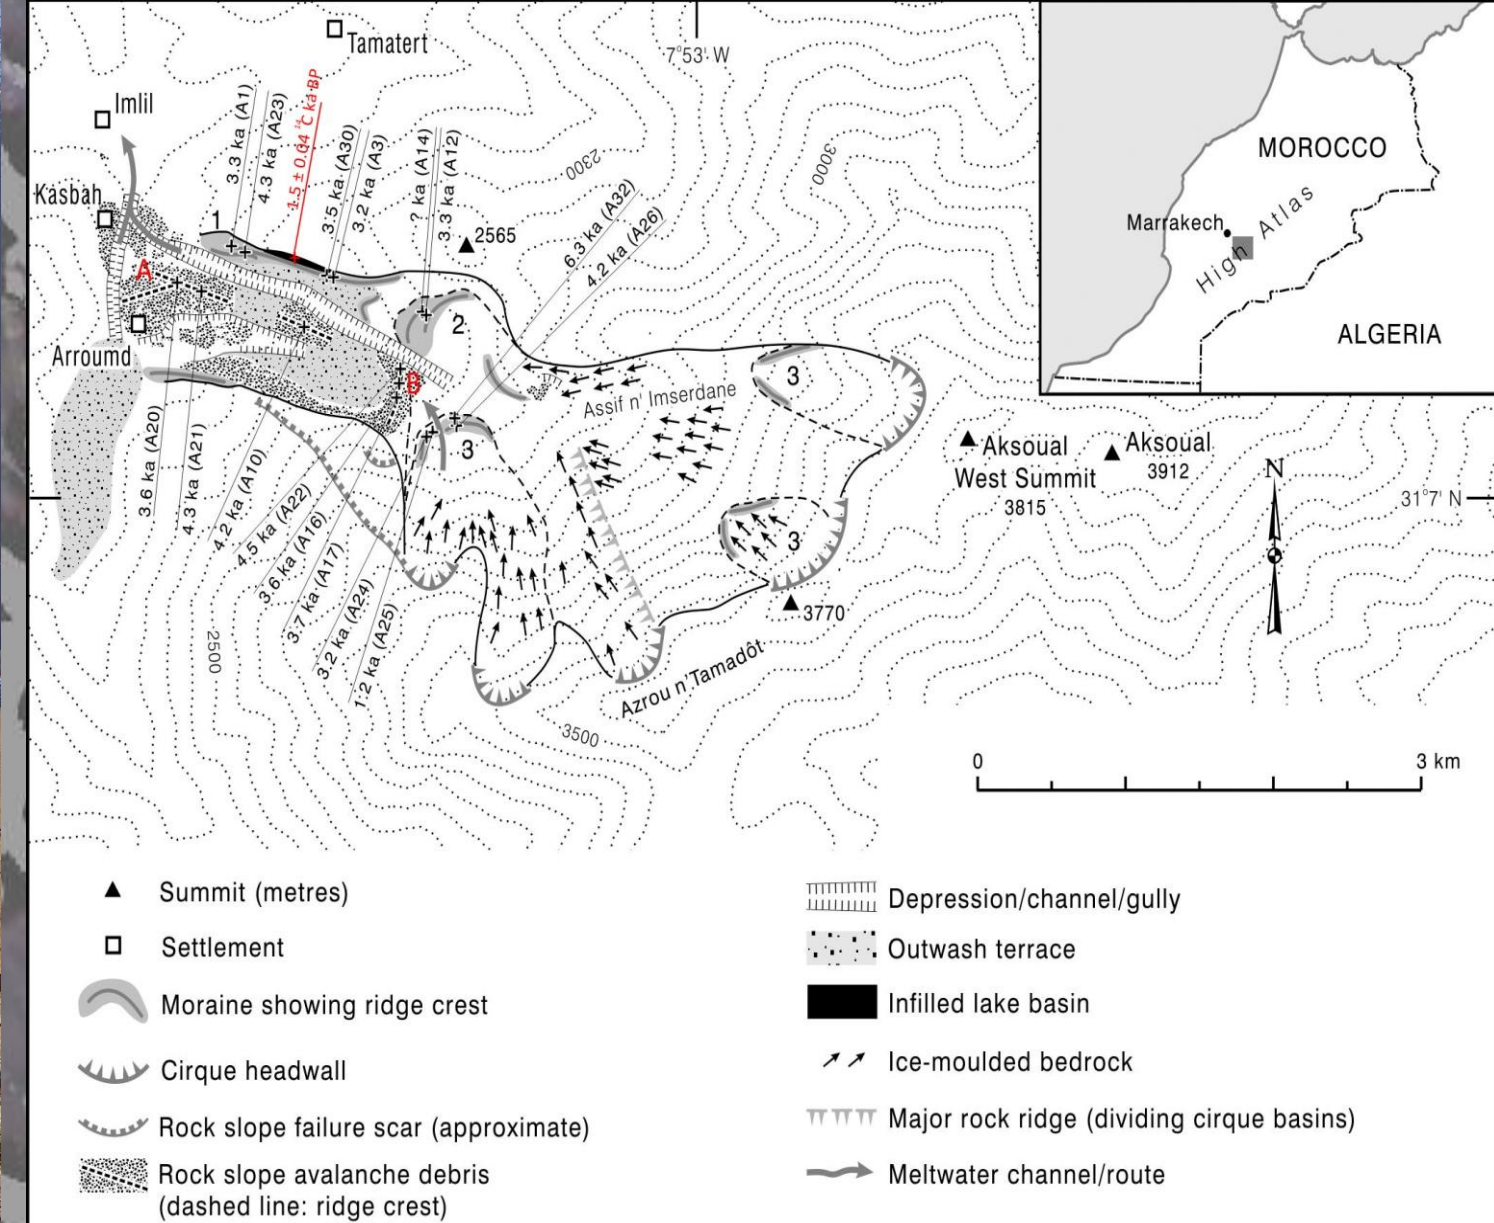 Tamatert
7°53' W
Imlil
Kasbah
1
3.3 ka (A1)
4.3 ka (A23)
1.5 ± 0.04 ¹⁴C ka BP
3.5 ka (A30)
3.2 ka (A3)
? ka (A14)
3.3 ka (A12)
2300
3000
2565
6.3 ka (A32)
4.2 ka (A26)
A
2
Arroumd
B
3
Assif n' Imserdane
3
3
Aksoual
West Summit
3815
Aksoual
3912
N
31°7' N
3770
Azrou n'Tamadôt
3.6 ka (A20)
4.3 ka (A21)
4.2 ka (A10)
4.5 ka (A22)
3.6 ka (A16)
3.7 ka (A17)
3.2 ka (A24)
1.2 ka (A25)
2500
3500
MOROCCO
Marrakech
High Atlas
ALGERIA
0 3 km
Summit (metres)
Settlement
Moraine showing ridge crest
Cirque headwall
Rock slope failure scar (approximate)
Rock slope avalanche debris
(dashed line: ridge crest)
Depression/channel/gully
Outwash terrace
Infilled lake basin
Ice-moulded bedrock
Major rock ridge (dividing cirque basins)
Meltwater channel/route